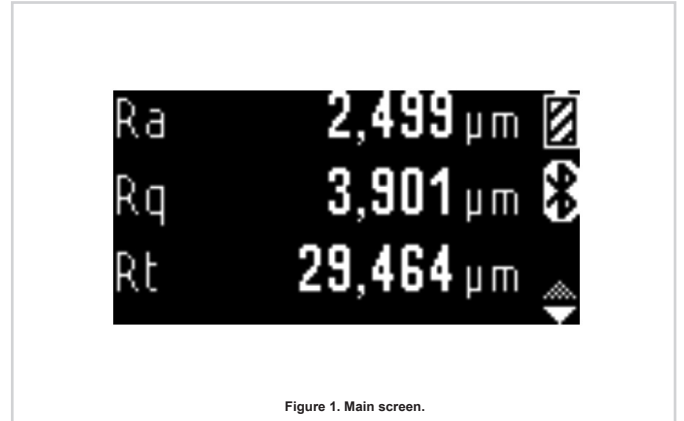 Ra 2,499 µm
Rq 3,901 µm
Rt 29,464 µm
Figure 1. Main screen.